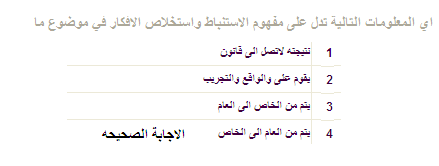 اي المعلومات التالية تدل على مفهوم الاستنباط واستخلاص الافكار في موضوع ما
1 نتيجته لاتصل الى قانون
2 يقوم على والواقع والتجريب
3 يتم من الخاص الى العام
4 يتم من العام الى الخاص الاجابة الصحيحه